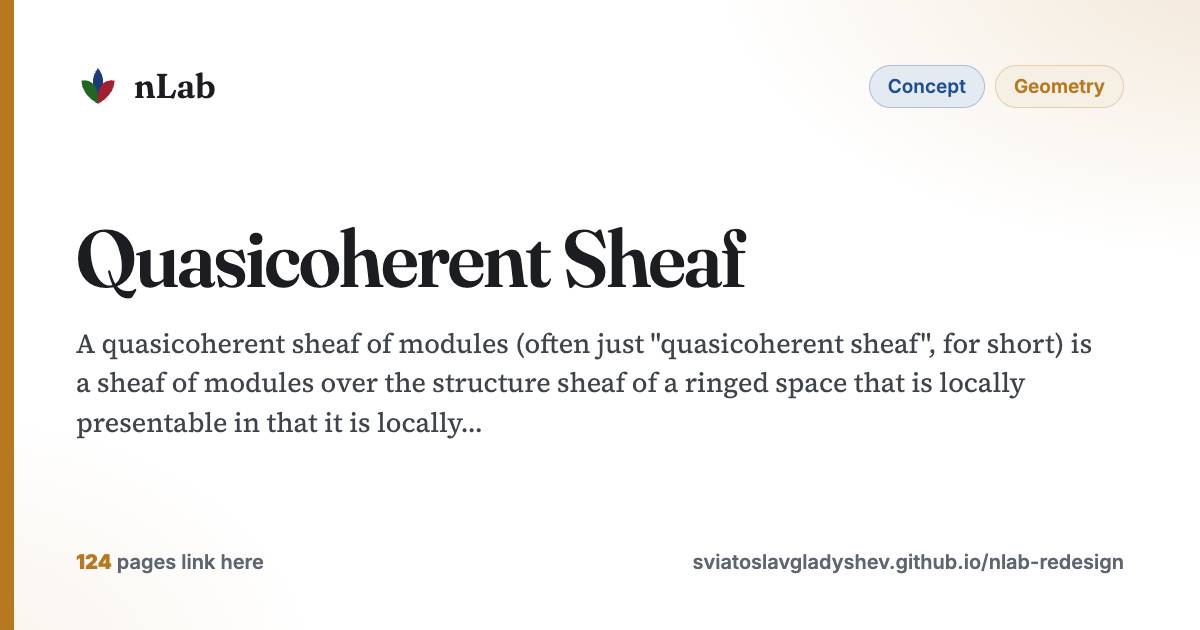 nLab
Concept
Geometry
Quasicoherent Sheaf
A quasicoherent sheaf of modules (often just "quasicoherent sheaf", for short) is
a sheaf of modules over the structure sheaf of a ringed space that is locally
presentable in that it is locally...
124 pages link here
sviatoslavgladyshev.github.io/nlab-redesign